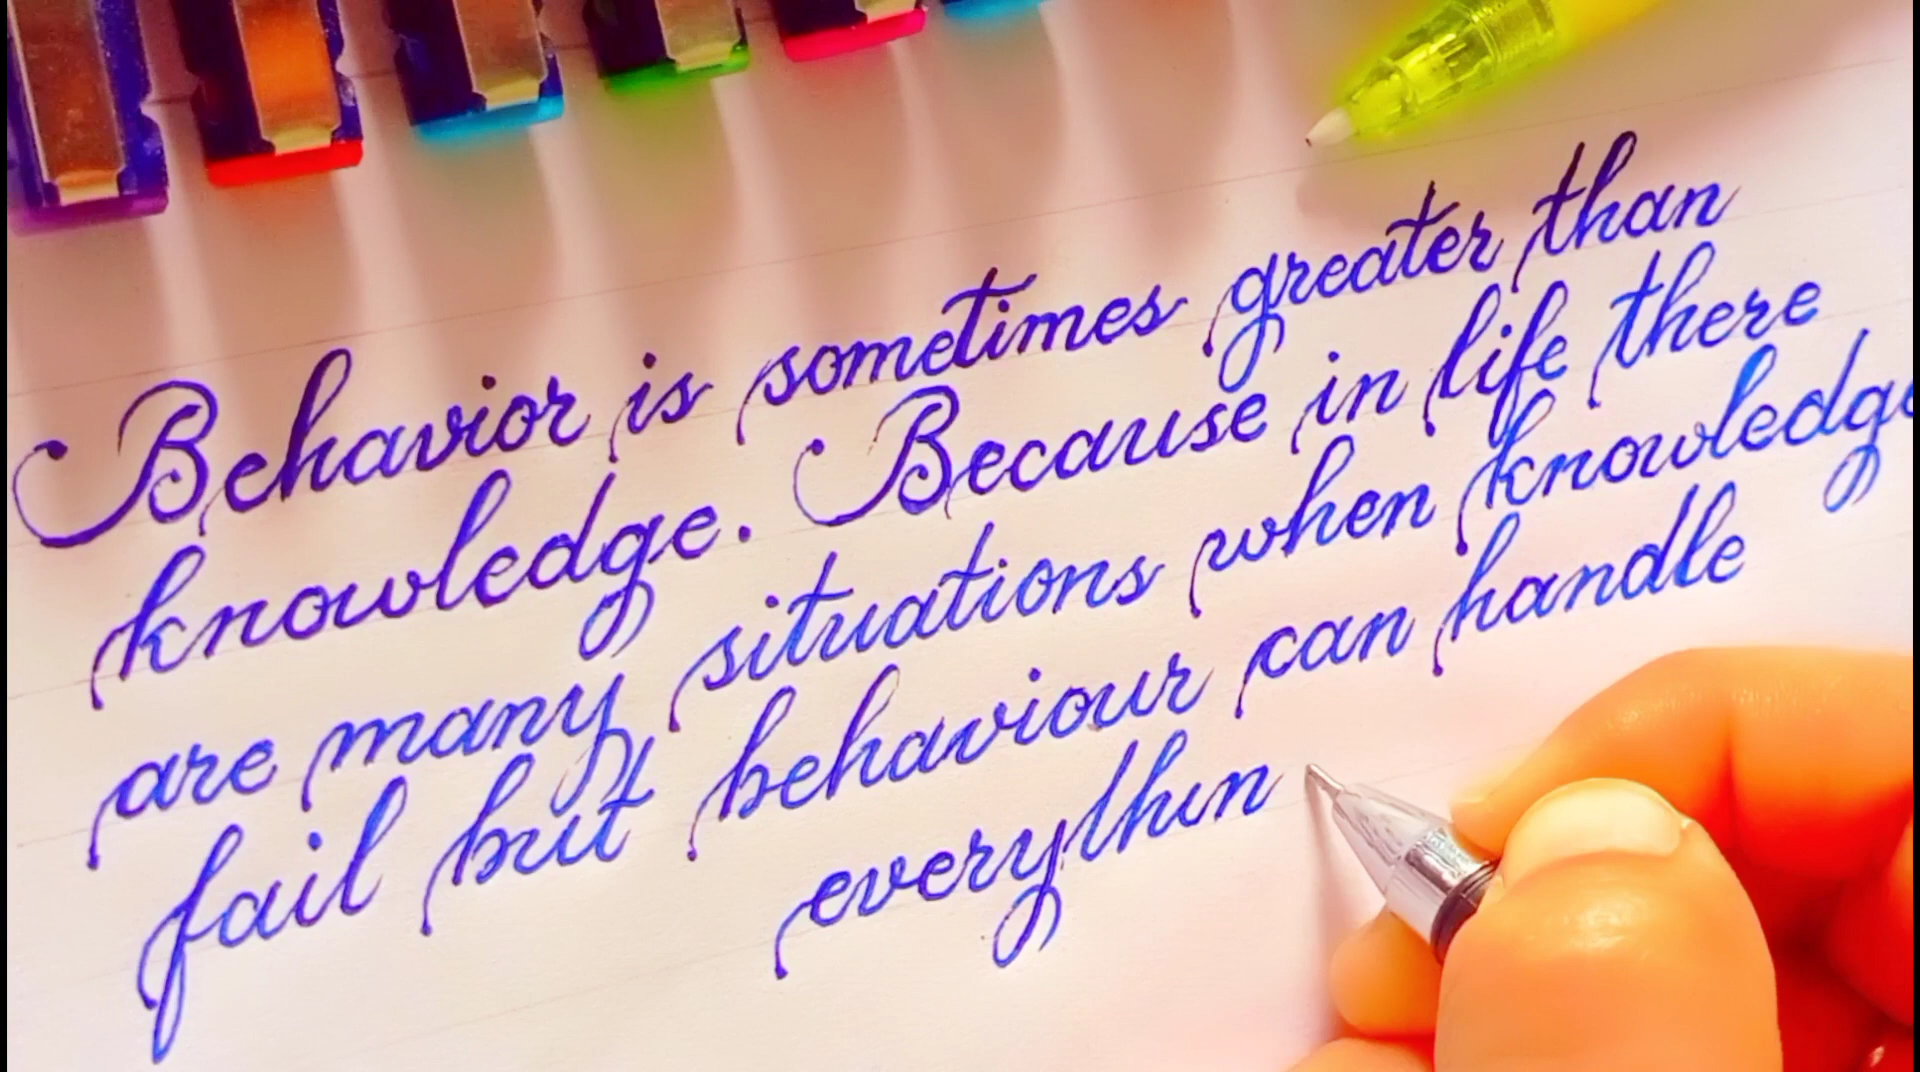 Behavior is sometimes greater than
knowledge. Because in life there
are many situations when knowledge
fail but behaviour can handle
everythin